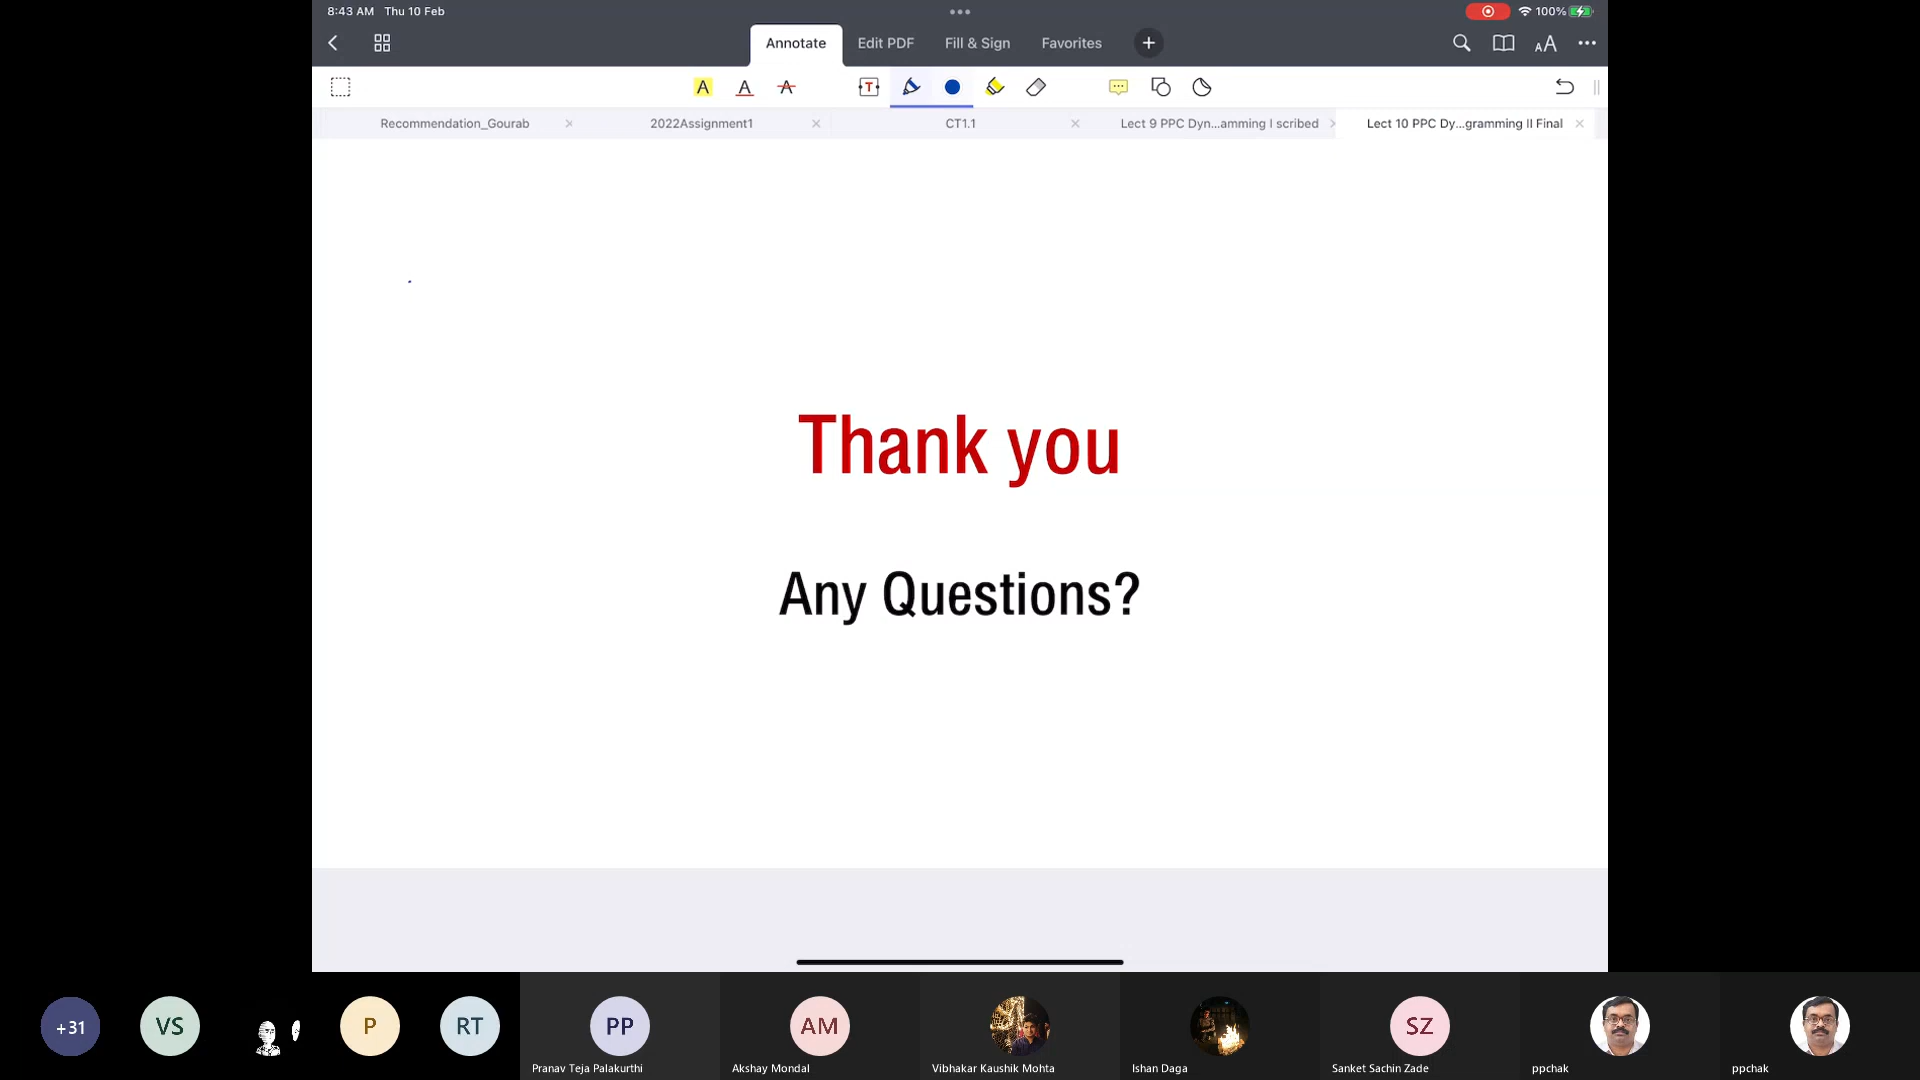 8:43 AM Thu 10 Feb
100%
Annotate Edit PDF Fill & Sign Favorites
AA
A A A T
Recommendation_Gourab 2022Assignment1 CT1.1 Lect 9 PPC Dyn...amming I scribed Lect 10 PPC Dy...gramming II Final
Thank you
Any Questions?
+31 VS P RT PP AM SZ
Pranav Teja Palakurthi Akshay Mondal Vibhakar Kaushik Mohta Ishan Daga Sanket Sachin Zade ppchak ppchak